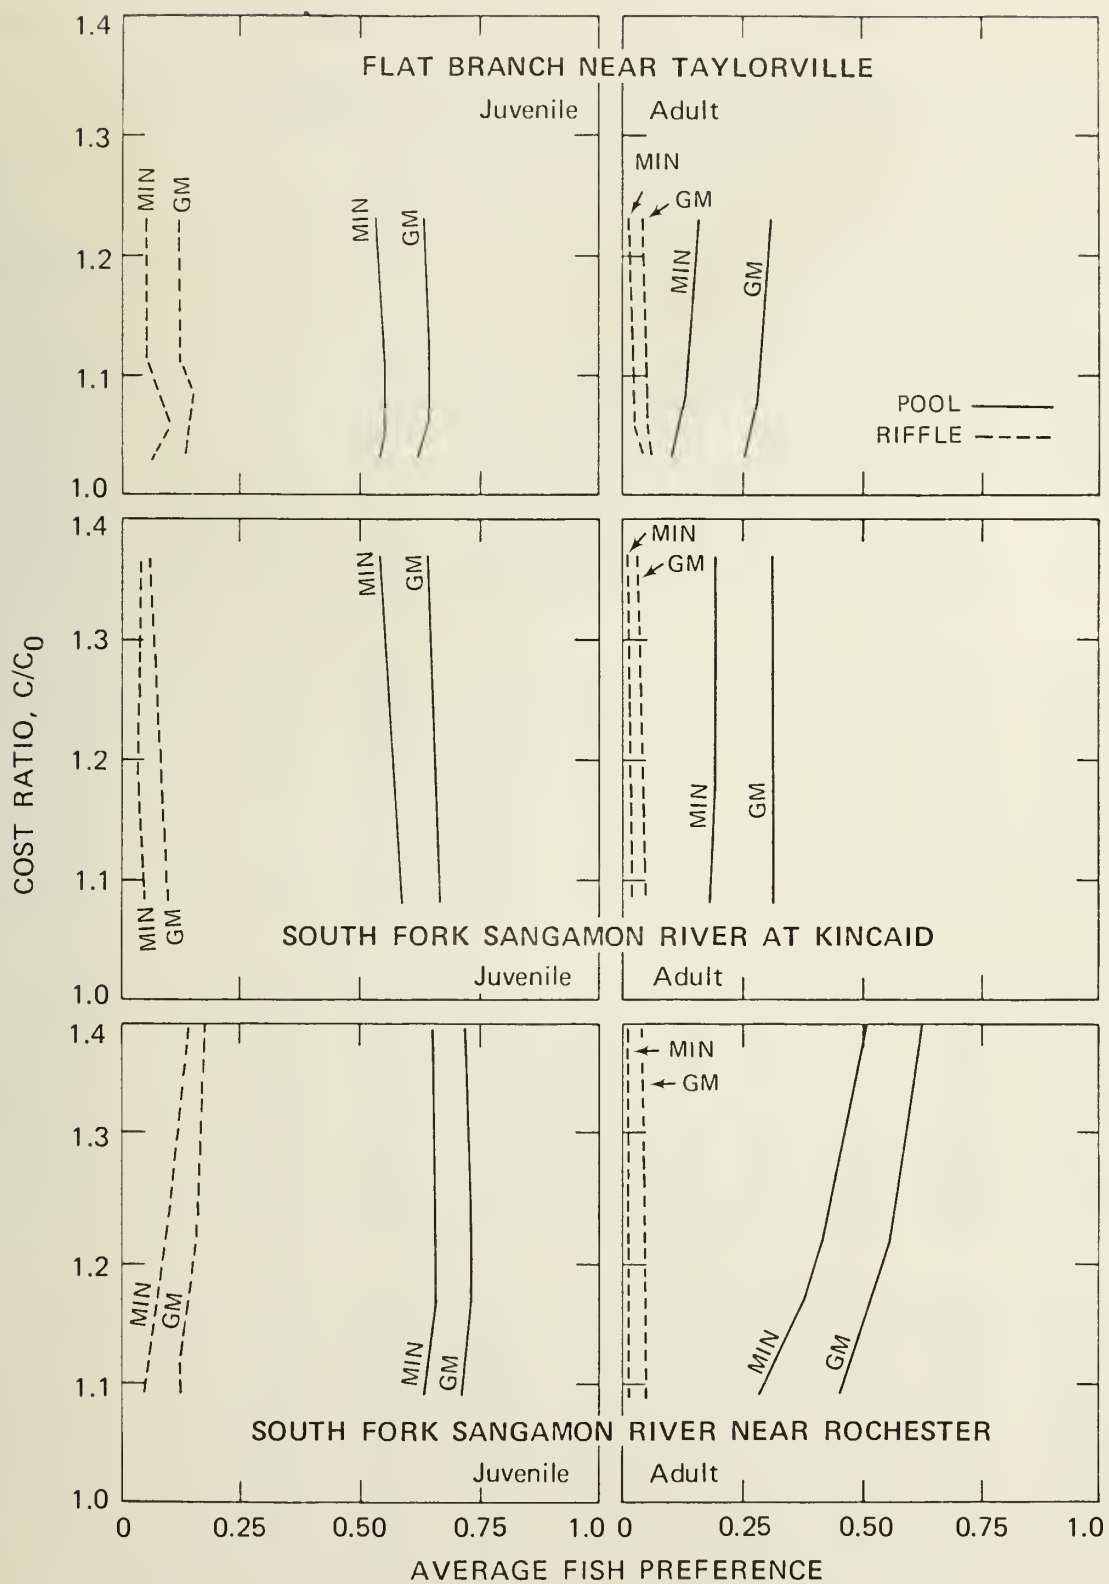 1.4
FLAT BRANCH NEAR TAYLORVILLE
Juvenile
Adult
1.3
MIN
GM
MIN
GM
MIN
GM
MIN
GM
1.2
1.1
POOL
RIFFLE
1.0
1.4
MIN
GM
MIN
GM
1.3
1.2
MIN
GM
1.1
MIN
GM
SOUTH FORK SANGAMON RIVER AT KINCAID
Juvenile
Adult
1.0
COST RATIO, C/C0
1.4
MIN
GM
1.3
1.2
MIN
GM
MIN
GM
MIN
GM
1.1
SOUTH FORK SANGAMON RIVER NEAR ROCHESTER
Juvenile
Adult
1.0
0 0.25 0.50 0.75 1.0 0 0.25 0.50 0.75 1.0
AVERAGE FISH PREFERENCE